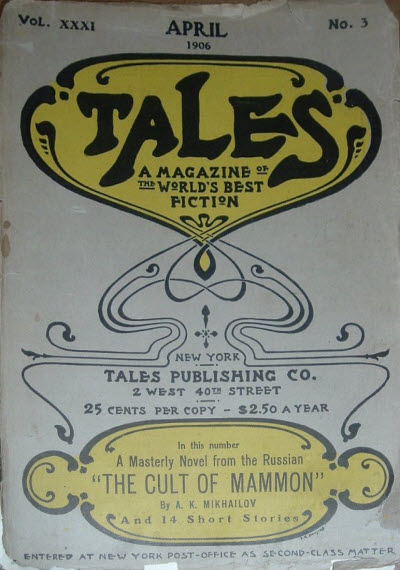 VOL. XXXI APRIL No. 3
1906
TALES
A MAGAZINE OF
THE WORLD'S BEST
FICTION
NEW YORK
TALES PUBLISHING CO.
2 WEST 40TH STREET
25 CENTS PER COPY - $2.50 A YEAR
In this number
A Masterly Novel from the Russian
"THE CULT OF MAMMON"
By A. K. MIKHAILOV
And 14 Short Stories
ENTERED AT NEW YORK POST-OFFICE AS SECOND-CLASS MATTER